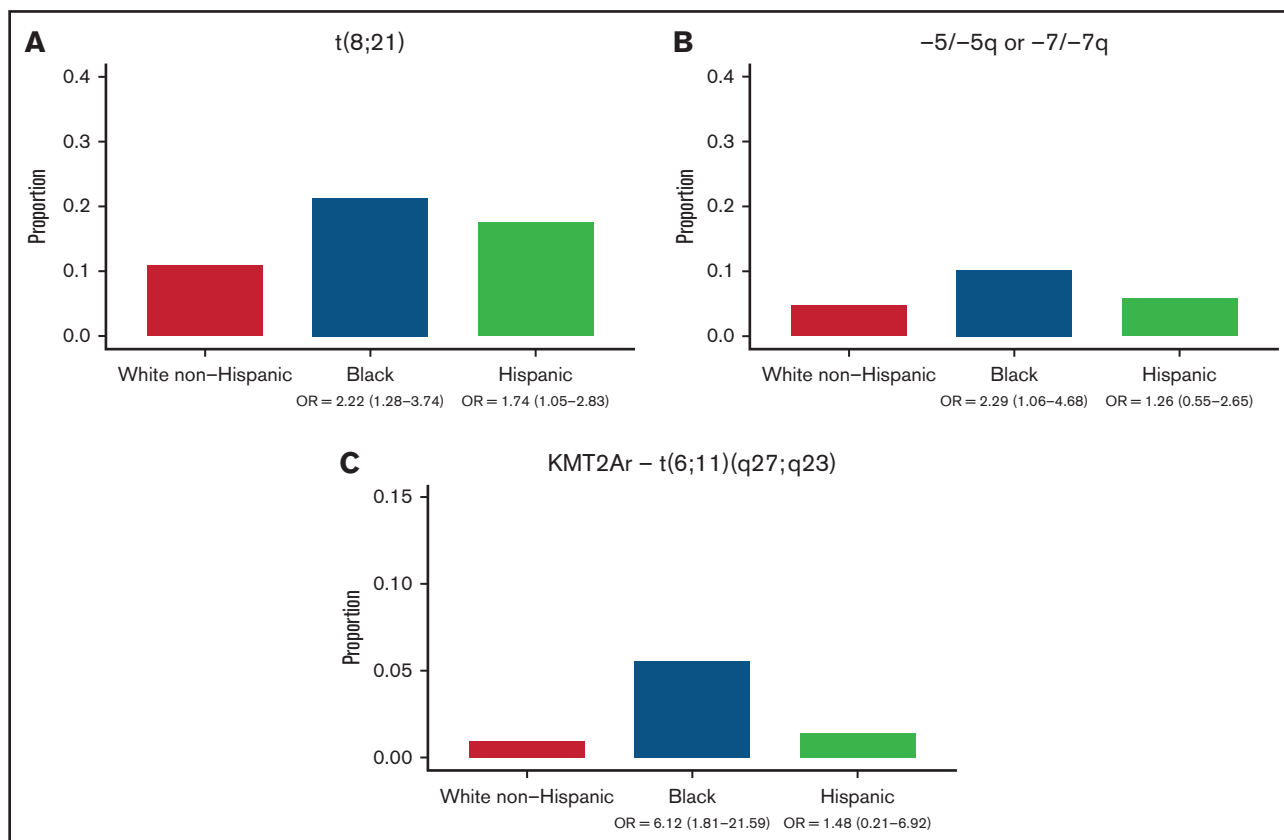 A
t(8;21)
0.4
0.3
0.2
0.1
0.0
Proportion
White non–Hispanic
Black
Hispanic
OR = 2.22 (1.28–3.74)
OR = 1.74 (1.05–2.83)
B
–5/–5q or –7/–7q
0.4
0.3
0.2
0.1
0.0
Proportion
White non–Hispanic
Black
Hispanic
OR = 2.29 (1.06–4.68)
OR = 1.26 (0.55–2.65)
C
KMT2Ar – t(6;11)(q27;q23)
0.15
0.10
0.05
0.00
Proportion
White non–Hispanic
Black
Hispanic
OR = 6.12 (1.81–21.59)
OR = 1.48 (0.21–6.92)